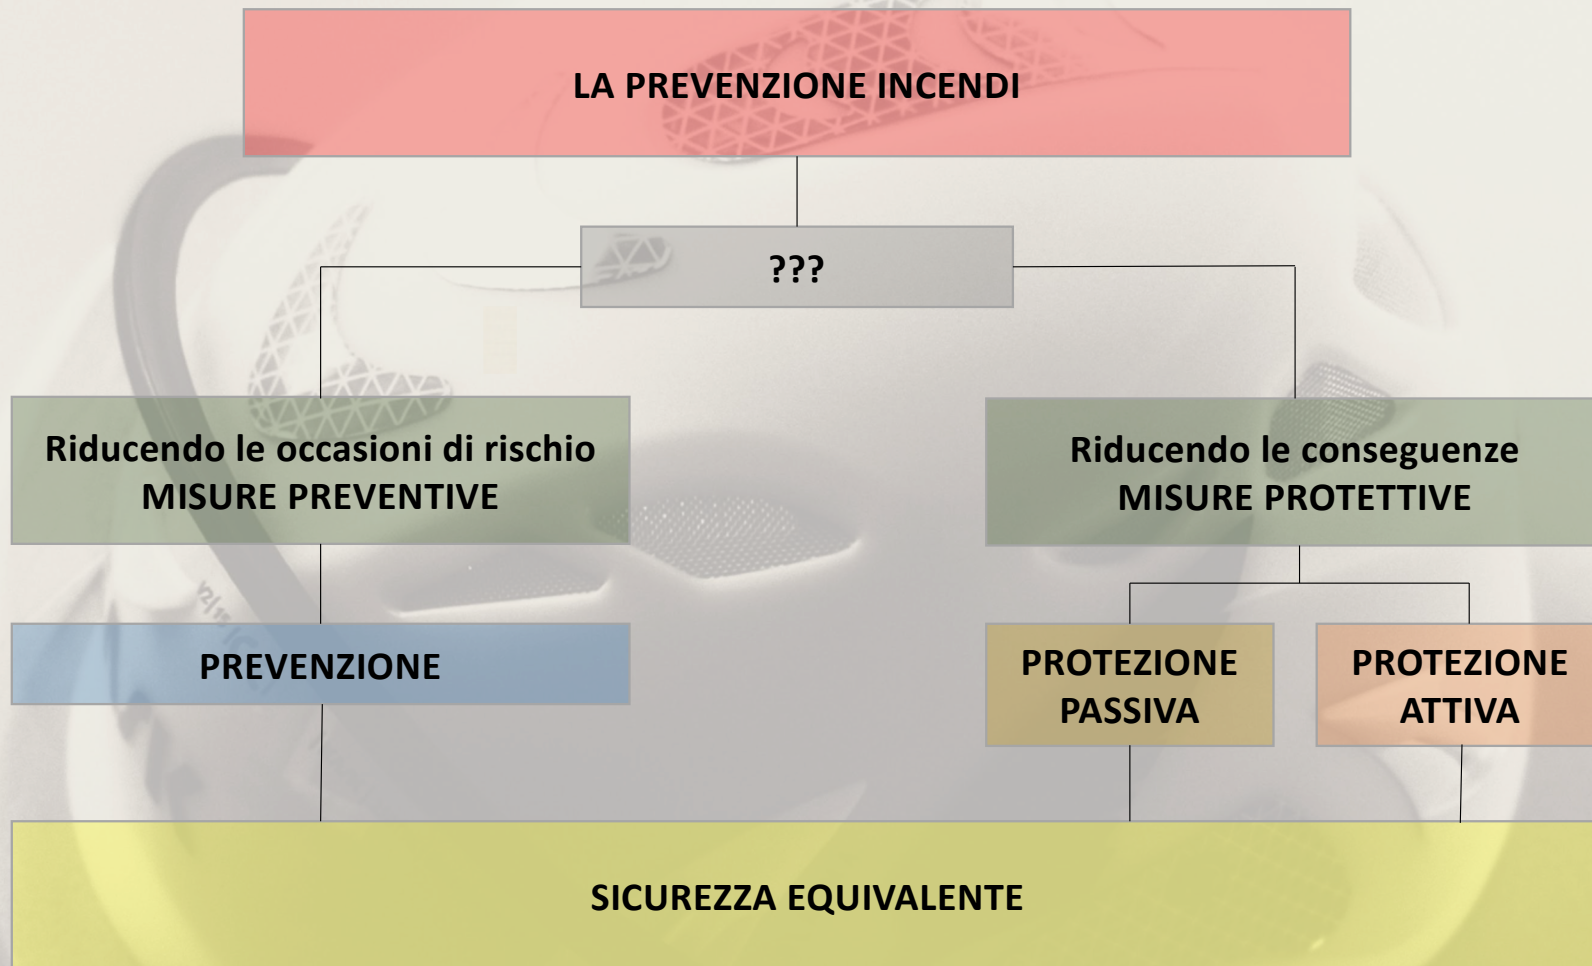 LA PREVENZIONE INCENDI
???
Riducendo le occasioni di rischio
MISURE PREVENTIVE
Riducendo le conseguenze
MISURE PROTETTIVE
PREVENZIONE
PROTEZIONE
PASSIVA
PROTEZIONE
ATTIVA
SICUREZZA EQUIVALENTE